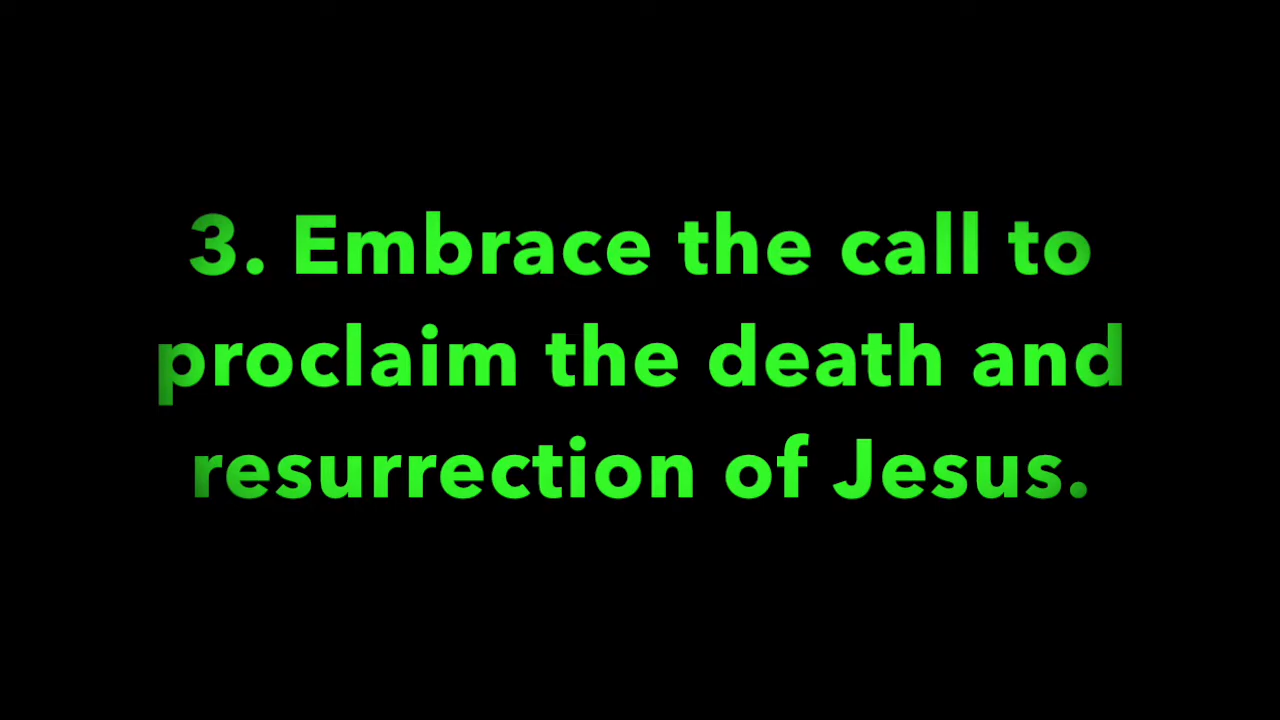 3. Embrace the call to
proclaim the death and
resurrection of Jesus.